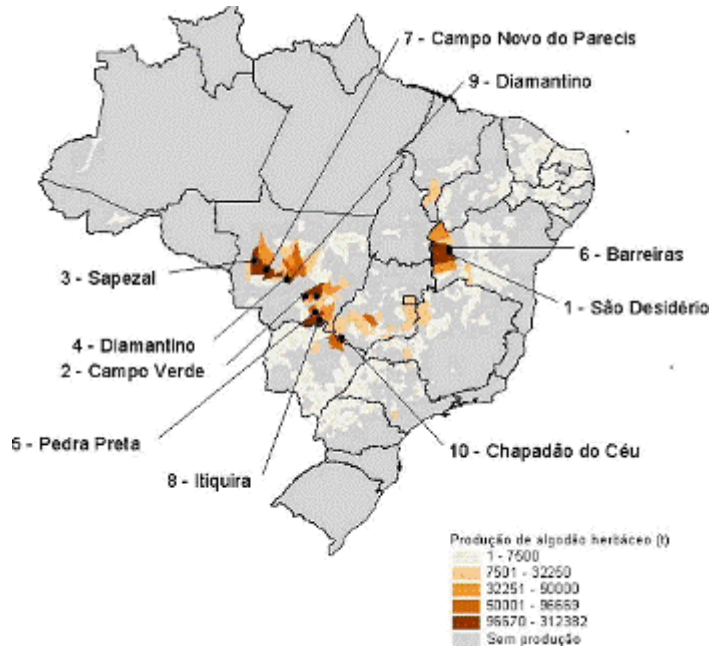 7 - Campo Novo do Parecis
9 - Diamantino
3 - Sapezal
6 - Barreiras
1 - São Desidério
4 - Diamantino
2 - Campo Verde
5 - Pedra Preta
10 - Chapadão do Céu
8 - Itiquira
Produção de algodão herbáceo (t)
1 - 7500
7501 - 32250
32251 - 50000
50001 - 96669
96670 - 312382
Sem produção